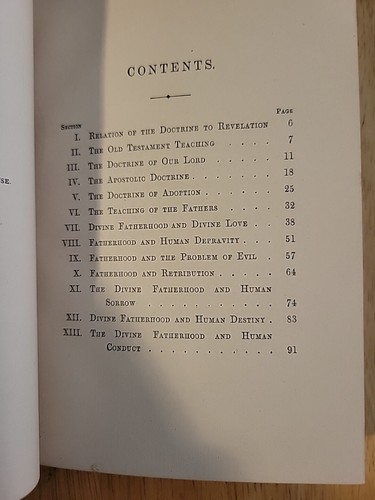 CONTENTS.
SECTION PAGE
I. RELATION OF THE DOCTRINE TO REVELATION 6
II. THE OLD TESTAMENT TEACHING . . . . 7
III. THE DOCTRINE OF OUR LORD . . . . . 11
IV. THE APOSTOLIC DOCTRINE . . . . . . 18
V. THE DOCTRINE OF ADOPTION . . . . . 25
VI. THE TEACHING OF THE FATHERS . . . . 32
VII. DIVINE FATHERHOOD AND DIVINE LOVE . . 38
VIII. FATHERHOOD AND HUMAN DEPRAVITY . . . 51
IX. FATHERHOOD AND THE PROBLEM OF EVIL . 57
X. FATHERHOOD AND RETRIBUTION . . . . . 64
XI. THE DIVINE FATHERHOOD AND HUMAN
SORROW . . . . . . . . . . 74
XII. DIVINE FATHERHOOD AND HUMAN DESTINY . 83
XIII. THE DIVINE FATHERHOOD AND HUMAN
CONDUCT . . . . . . . . . . 91